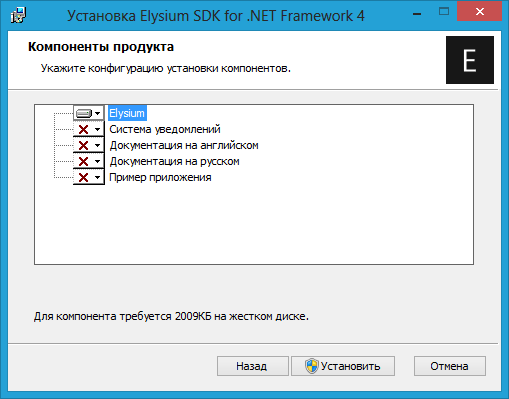 Установка Elysium SDK for .NET Framework 4
Компоненты продукта
Укажите конфигурацию установки компонентов.
E
Elysium
Система уведомлений
Документация на английском
Документация на русском
Пример приложения
Для компонента требуется 2009КБ на жестком диске.
Назад
Установить
Отмена